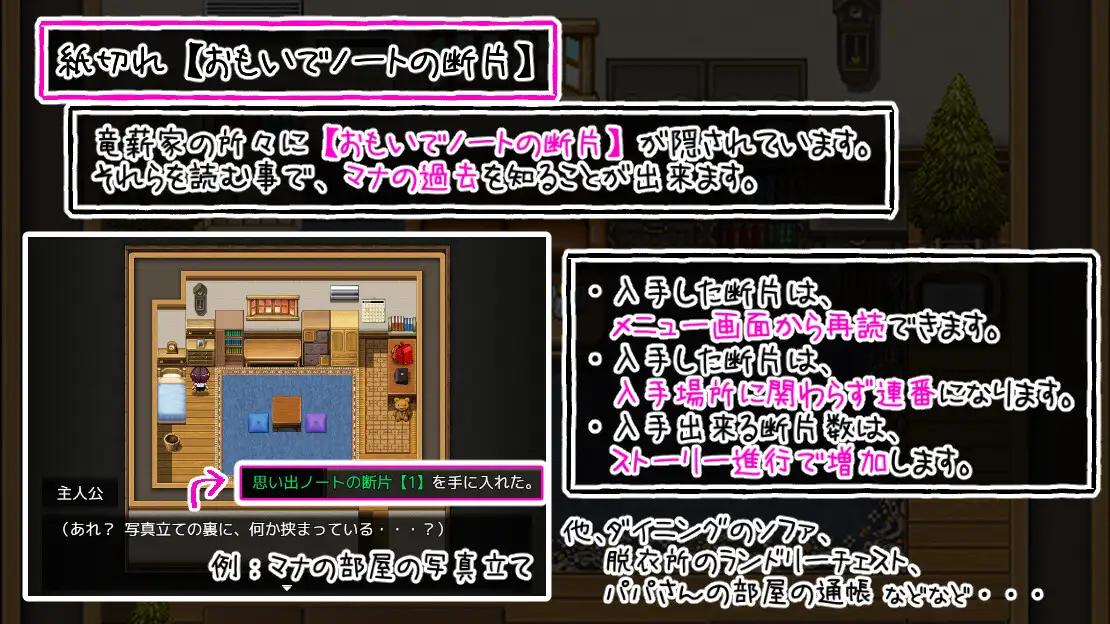 紙切れ【おもいでノートの断片】
竜薪家の所々に【おもいでノートの断片】が隠されています。
それらを読む事で、マナの過去を知ることが出来ます。
思い出ノートの断片【1】を手に入れた。
主人公
（あれ？ 写真立ての裏に、何か挟まっている・・・？）
例：マナの部屋の写真立て
・入手した断片は、
メニュー画面から再読できます。
・入手した断片は、
入手場所に関わらず連番になります。
・入手出来る断片数は、
ストーリー進行で増加します。
他、ダイニングのソファ、
脱衣所のランドリーチェスト、
パパさんの部屋の通帳 などなど・・・